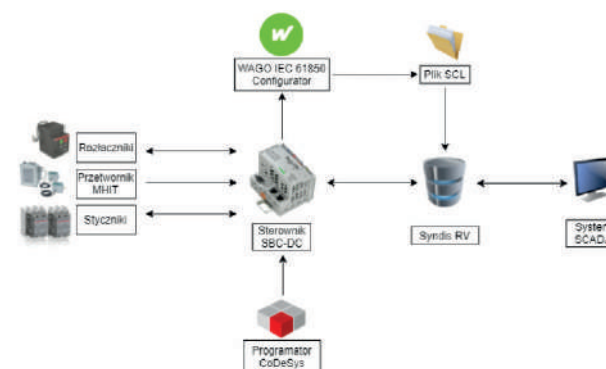 WAGO IEC 61850
Configurator
Plik SCL
Rozłączniki
Przetwornik
MHIT
Styczniki
Sterownik
SBC-DC
Syndis RV
System
SCADA
Programator
CoDeSys